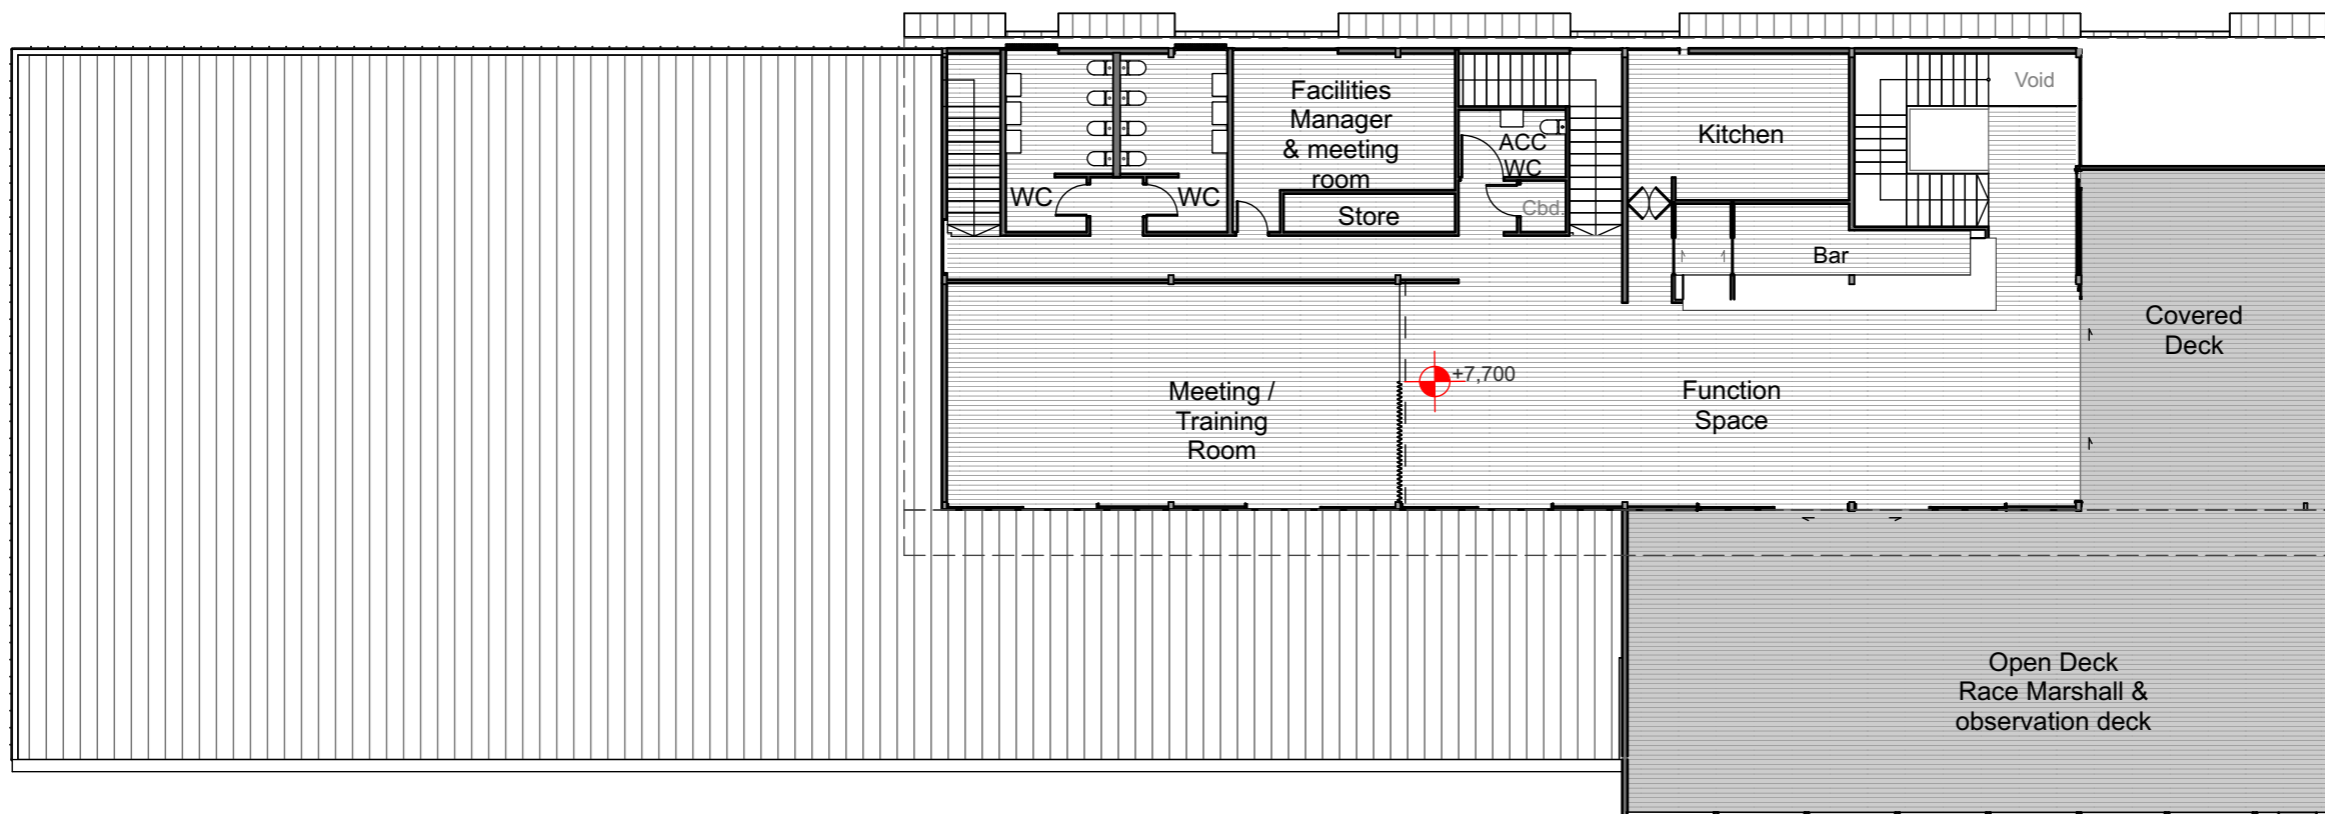 Void
Facilities
Manager
& meeting
room
Kitchen
ACC
WC
WC
WC
Store
Cbd.
Bar
Covered
Deck
+7,700
Meeting /
Training
Room
Function
Space
Open Deck
Race Marshall &
observation deck